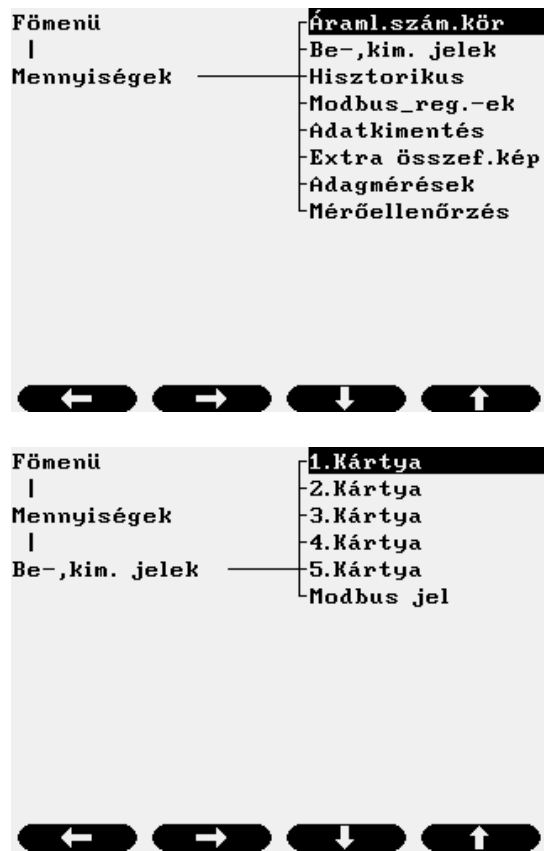 Fömenü
Mennyiségek
Áraml.szám.kör
Be-,kim. jelek
Hisztorikus
Modbus_reg.-ek
Adatkimentés
Extra összef.kép
Adagmérések
Mérőellenőrzés
Fömenü
Mennyiségek
Be-,kim. jelek
1.Kártya
2.Kártya
3.Kártya
4.Kártya
5.Kártya
Modbus jel